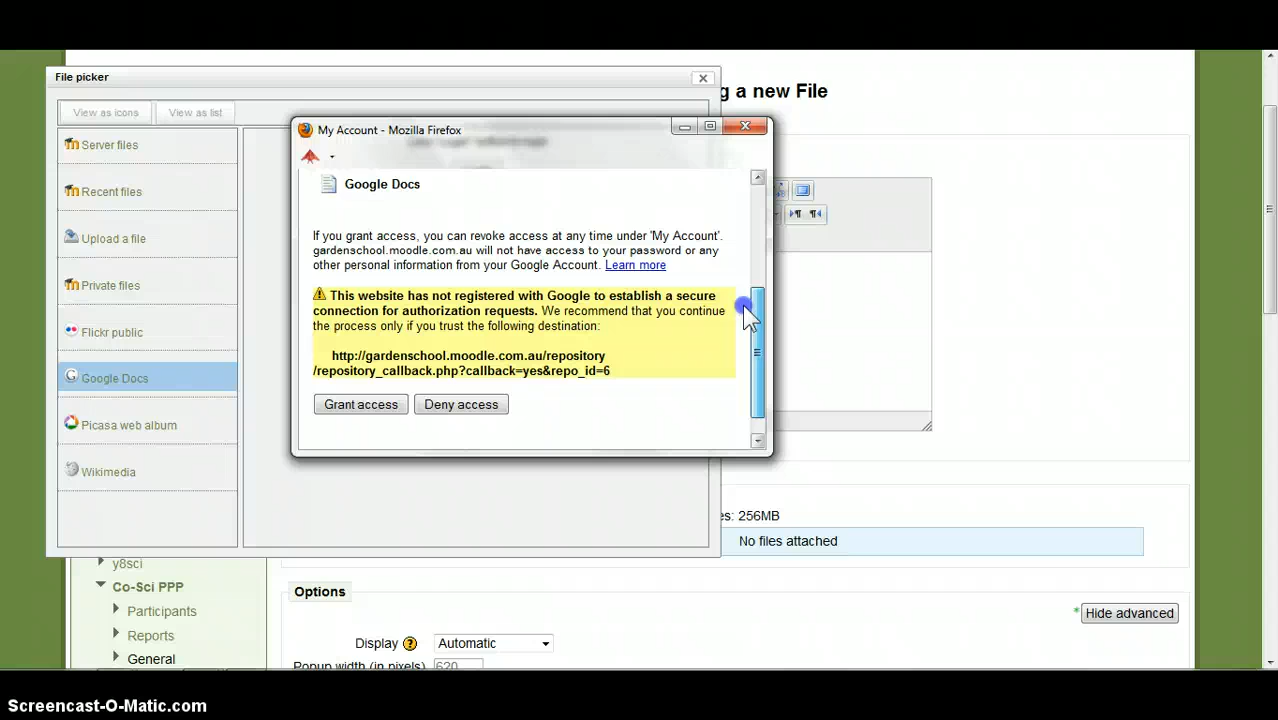 File picker
g a new File
View as icons
View as list
My Account - Mozilla Firefox
Server files
Recent files
Upload a file
Private files
Flickr public
Google Docs
Picasa web album
Wikimedia
Google Docs
If you grant access, you can revoke access at any time under 'My Account'.
gardenschool.moodle.com.au will not have access to your password or any
other personal information from your Google Account. Learn more
This website has not registered with Google to establish a secure
connection for authorization requests. We recommend that you continue
the process only if you trust the following destination:
http://gardenschool.moodle.com.au/repository
/repository_callback.php?callback=yes&repo_id=6
Grant access
Deny access
es: 256MB
No files attached
y8sci
Co-Sci PPP
Participants
Reports
General
Options
* Hide advanced
Display
Automatic
Popup width (in pixels)
620
Screencast-O-Matic.com